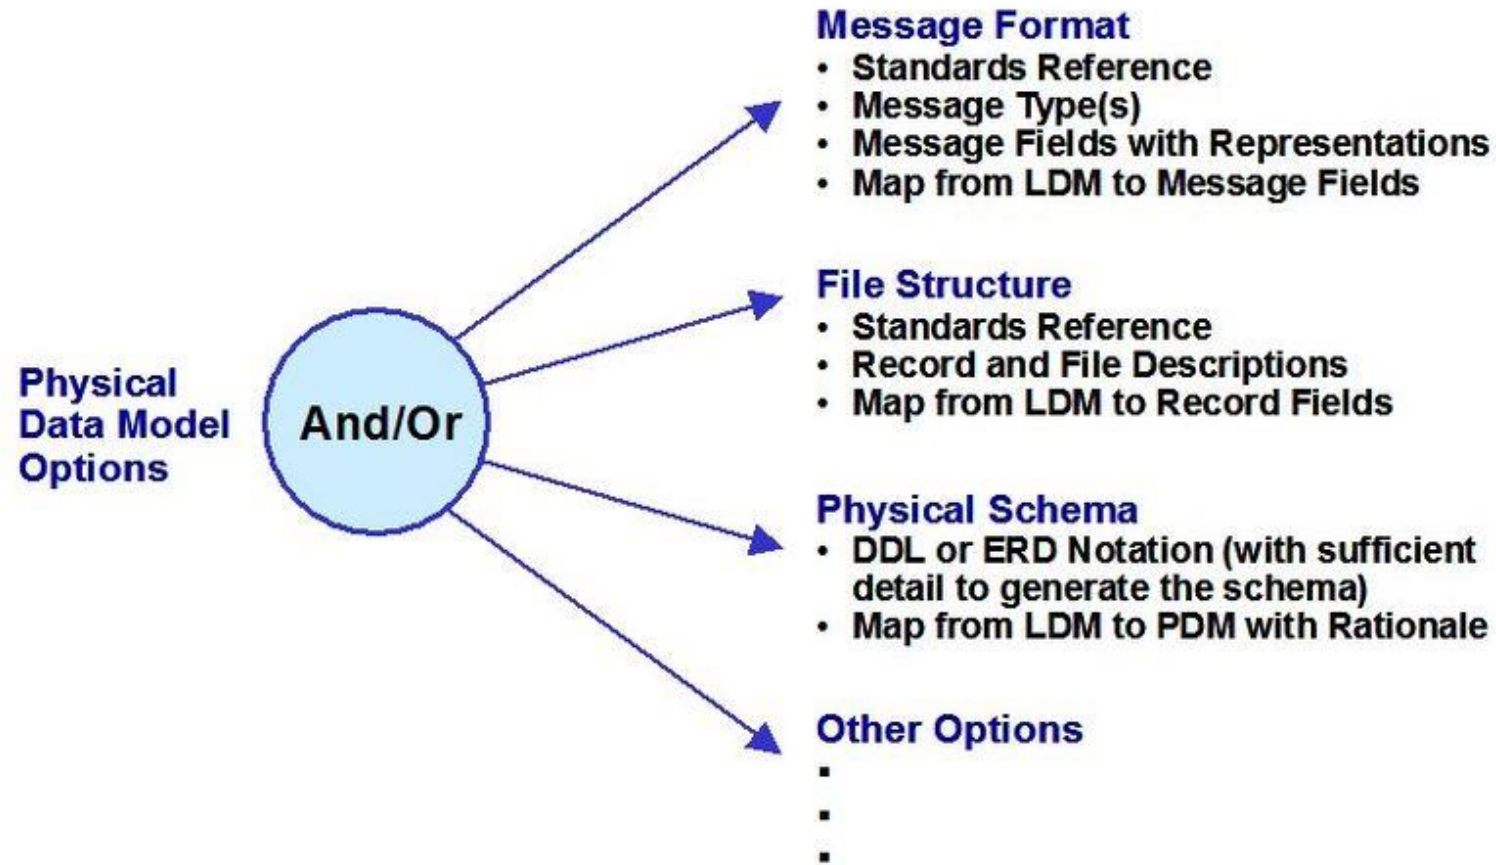 Physical
Data Model
Options
And/Or
Message Format
• Standards Reference
• Message Type(s)
• Message Fields with Representations
• Map from LDM to Message Fields
File Structure
• Standards Reference
• Record and File Descriptions
• Map from LDM to Record Fields
Physical Schema
• DDL or ERD Notation (with sufficient
detail to generate the schema)
• Map from LDM to PDM with Rationale
Other Options
▪
▪
▪